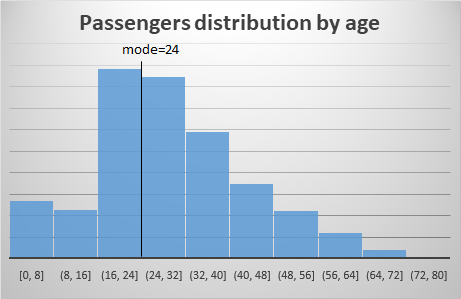 Passengers distribution by age
mode=24
[0, 8] (8, 16] (16, 24] (24, 32] (32, 40] (40, 48] (48, 56] (56, 64] (64, 72] (72, 80]